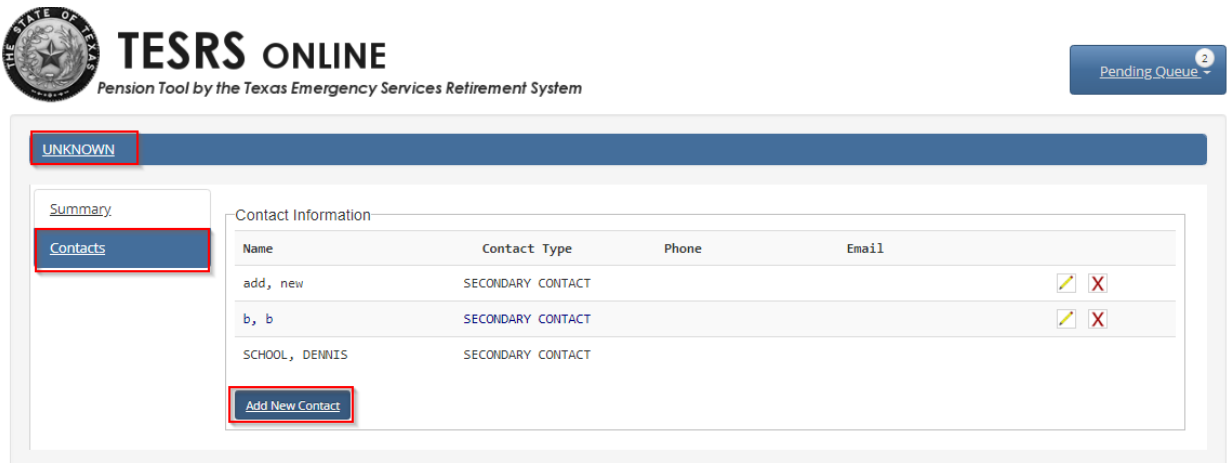 THE STATE OF TEXAS
TESRS ONLINE
Pension Tool by the Texas Emergency Services Retirement System
2
Pending Queue
UNKNOWN
Summary
Contacts
Contact Information
Name Contact Type Phone Email
add, new SECONDARY CONTACT X
b, b SECONDARY CONTACT X
SCHOOL, DENNIS SECONDARY CONTACT
Add New Contact